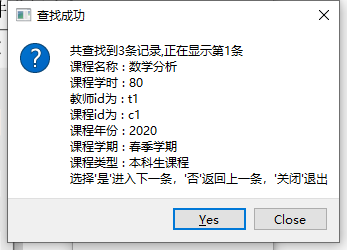 查找成功
共查找到3条记录,正在显示第1条
课程名称：数学分析
课程学时：80
教师id为：t1
课程id为：c1
课程年份：2020
课程学期：春季学期
课程类型：本科生课程
选择'是'进入下一条，'否'返回上一条，'关闭'退出
Yes
Close